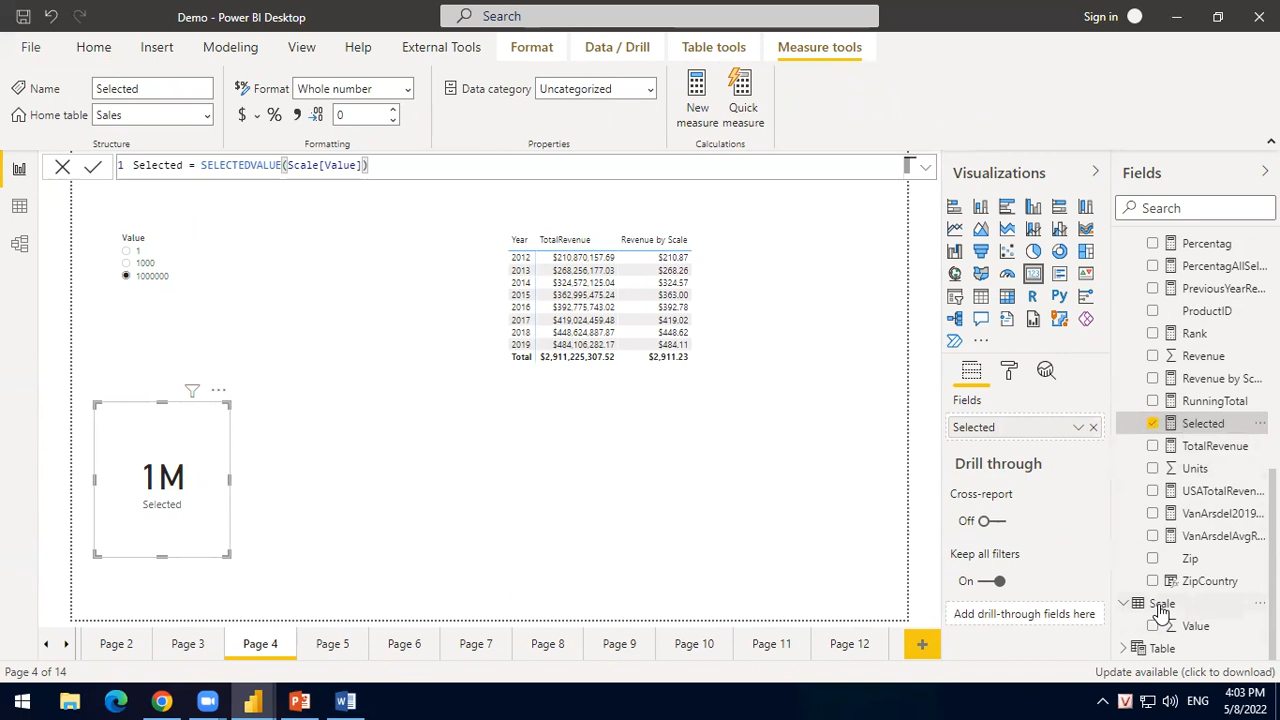 Demo - Power BI Desktop
Search
Sign in
File
Home
Insert
Modeling
View
Help
External Tools
Format
Data / Drill
Table tools
Measure tools
Name
Selected
Home table
Sales
Structure
Format
Whole number
$
%
0
Formatting
Data category
Uncategorized
Properties
New measure
Quick measure
Calculations
1 Selected = SELECTEDVALUE(Scale[Value])
Value
1
1000
1000000
Year TotalRevenue Revenue by Scale
2012 $210,870,157.69 $210.87
2013 $268,256,177.03 $268.26
2014 $324,572,125.04 $324.57
2015 $362,995,475.24 $363.00
2016 $392,775,743.02 $392.78
2017 $419,024,459.48 $419.02
2018 $448,624,887.87 $448.62
2019 $484,106,282.17 $484.11
Total $2,911,225,307.52 $2,911.23
1M
Selected
Visualizations
R
Py
Fields
Selected
Drill through
Cross-report
Off
Keep all filters
On
Add drill-through fields here
Fields
Search
Percentag
PercentagAllSel...
PreviousYearRe...
ProductID
Rank
Revenue
Revenue by Sc...
RunningTotal
Selected
TotalRevenue
Units
USATotalReven...
VanArsdel2019...
VanArsdelAvgR...
Zip
ZipCountry
Scale
Value
Table
Page 2
Page 3
Page 4
Page 5
Page 6
Page 7
Page 8
Page 9
Page 10
Page 11
Page 12
Page 4 of 14
Update available (click to download)
ENG
4:03 PM
5/8/2022